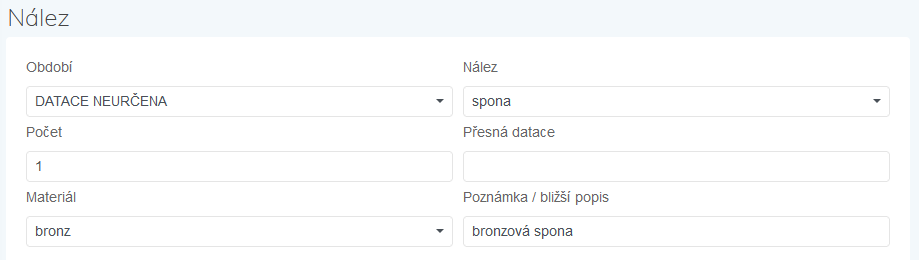 Nález
Období
Nález
DATACE NEURČENA
spona
Počet
Přesná datace
1
Materiál
Poznámka / bližší popis
bronz
bronzová spona